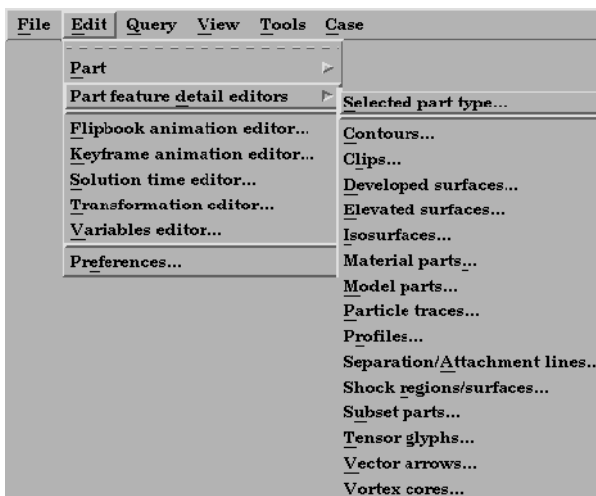 File Edit Query View Tools Case
Part
Part feature detail editors
Flipbook animation editor...
Keyframe animation editor...
Solution time editor...
Transformation editor...
Variables editor...
Preferences...
Selected part type...
Contours...
Clips...
Developed surfaces...
Elevated surfaces...
Isosurfaces...
Material parts...
Model parts...
Particle traces...
Profiles...
Separation/Attachment lines..
Shock regions/surfaces...
Subset parts...
Tensor glyphs...
Vector arrows...
Vortex cores...